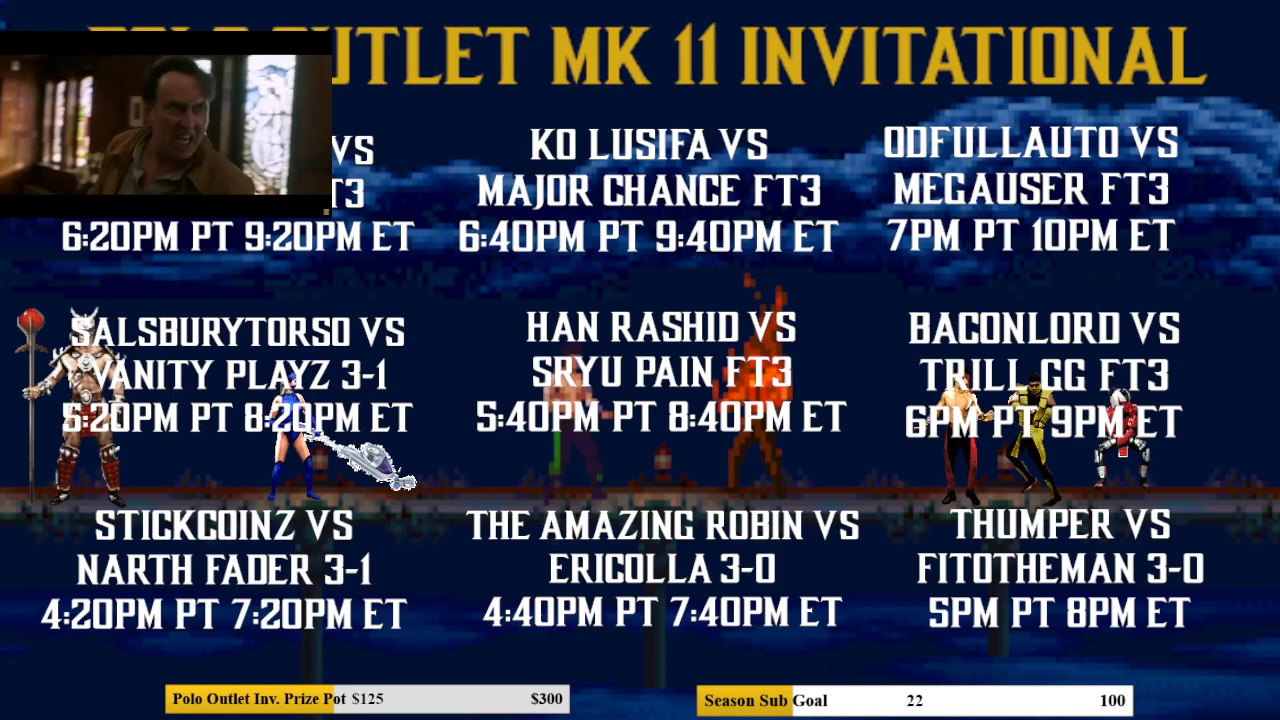 OUTLET MK 11 INVITATIONAL
VS
FT3
6:20PM PT 9:20PM ET
KO LUSIFA VS
MAJOR CHANCE FT3
6:40PM PT 9:40PM ET
ODFULLAUTO VS
MEGAUSER FT3
7PM PT 10PM ET
SALSBURYTORSO VS
VANITY PLAYZ 3-1
5:20PM PT 8:20PM ET
HAN RASHID VS
SRYU PAIN FT3
5:40PM PT 8:40PM ET
BACONLORD VS
TRILL GG FT3
6PM PT 9PM ET
STICKCOINZ VS
NARTH FADER 3-1
4:20PM PT 7:20PM ET
THE AMAZING ROBIN VS
ERICOLLA 3-0
4:40PM PT 7:40PM ET
THUMPER VS
FITOTHEMAN 3-0
5PM PT 8PM ET
Polo Outlet Inv. Prize Pot $125 $300
Season Sub Goal 22 100